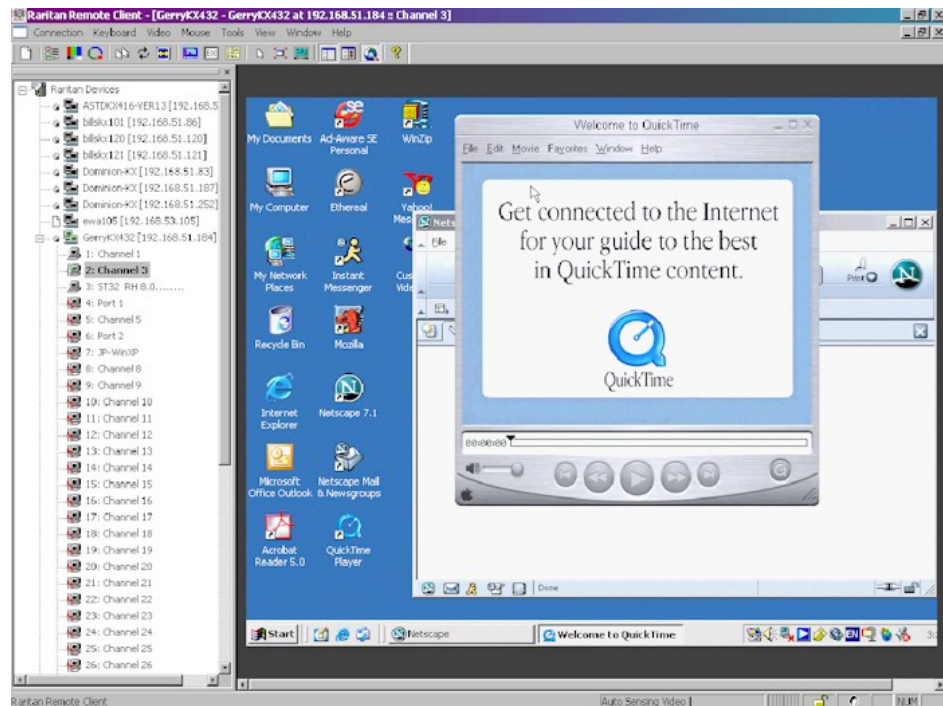 Raritan Remote Client - [GerryKX432 - GerryKX432 at 192.168.51.184 :: Channel 3]
Connection Keyboard Video Mouse Tools View Window Help
Raritan Devices
ASTDKX416-VER13 [192.168.5
billskx101 [192.168.51.86]
billskx120 [192.168.51.120]
billskx121 [192.168.51.121]
Dominion-KX [192.168.51.83]
Dominion-KX [192.168.51.187]
Dominion-KX [192.168.51.252]
ewa105 [192.168.53.105]
GerryKX432 [192.168.51.184]
1: Channel 1
2: Channel 3
3: ST32 RH 8.0........
4: Port 1
5: Channel 5
6: Port 2
7: JP-WinXP
8: Channel 8
9: Channel 9
10: Channel 10
11: Channel 11
12: Channel 12
13: Channel 13
14: Channel 14
15: Channel 15
16: Channel 16
17: Channel 17
18: Channel 18
19: Channel 19
20: Channel 20
21: Channel 21
22: Channel 22
23: Channel 23
24: Channel 24
25: Channel 25
26: Channel 26
My Documents
Ad-Aware SE
Personal
WinZip
My Computer
Ethereal
Yahoo!
Mess
My Network
Places
Instant
Messenger
Cus
Vide
Recycle Bin
Mozilla
Internet
Explorer
Netscape 7.1
Microsoft
Office Outlook
Netscape Mail
& Newsgroups
Acrobat
Reader 5.0
QuickTime
Player
Nets
File
Print
Welcome to QuickTime
File Edit Movie Favorites Window Help
Get connected to the Internet
for your guide to the best
in QuickTime content.
QuickTime
00:00:00
Done
Start
Netscape
Welcome to QuickTime
3:
Raritan Remote Client
Auto Sensing Video
NUM